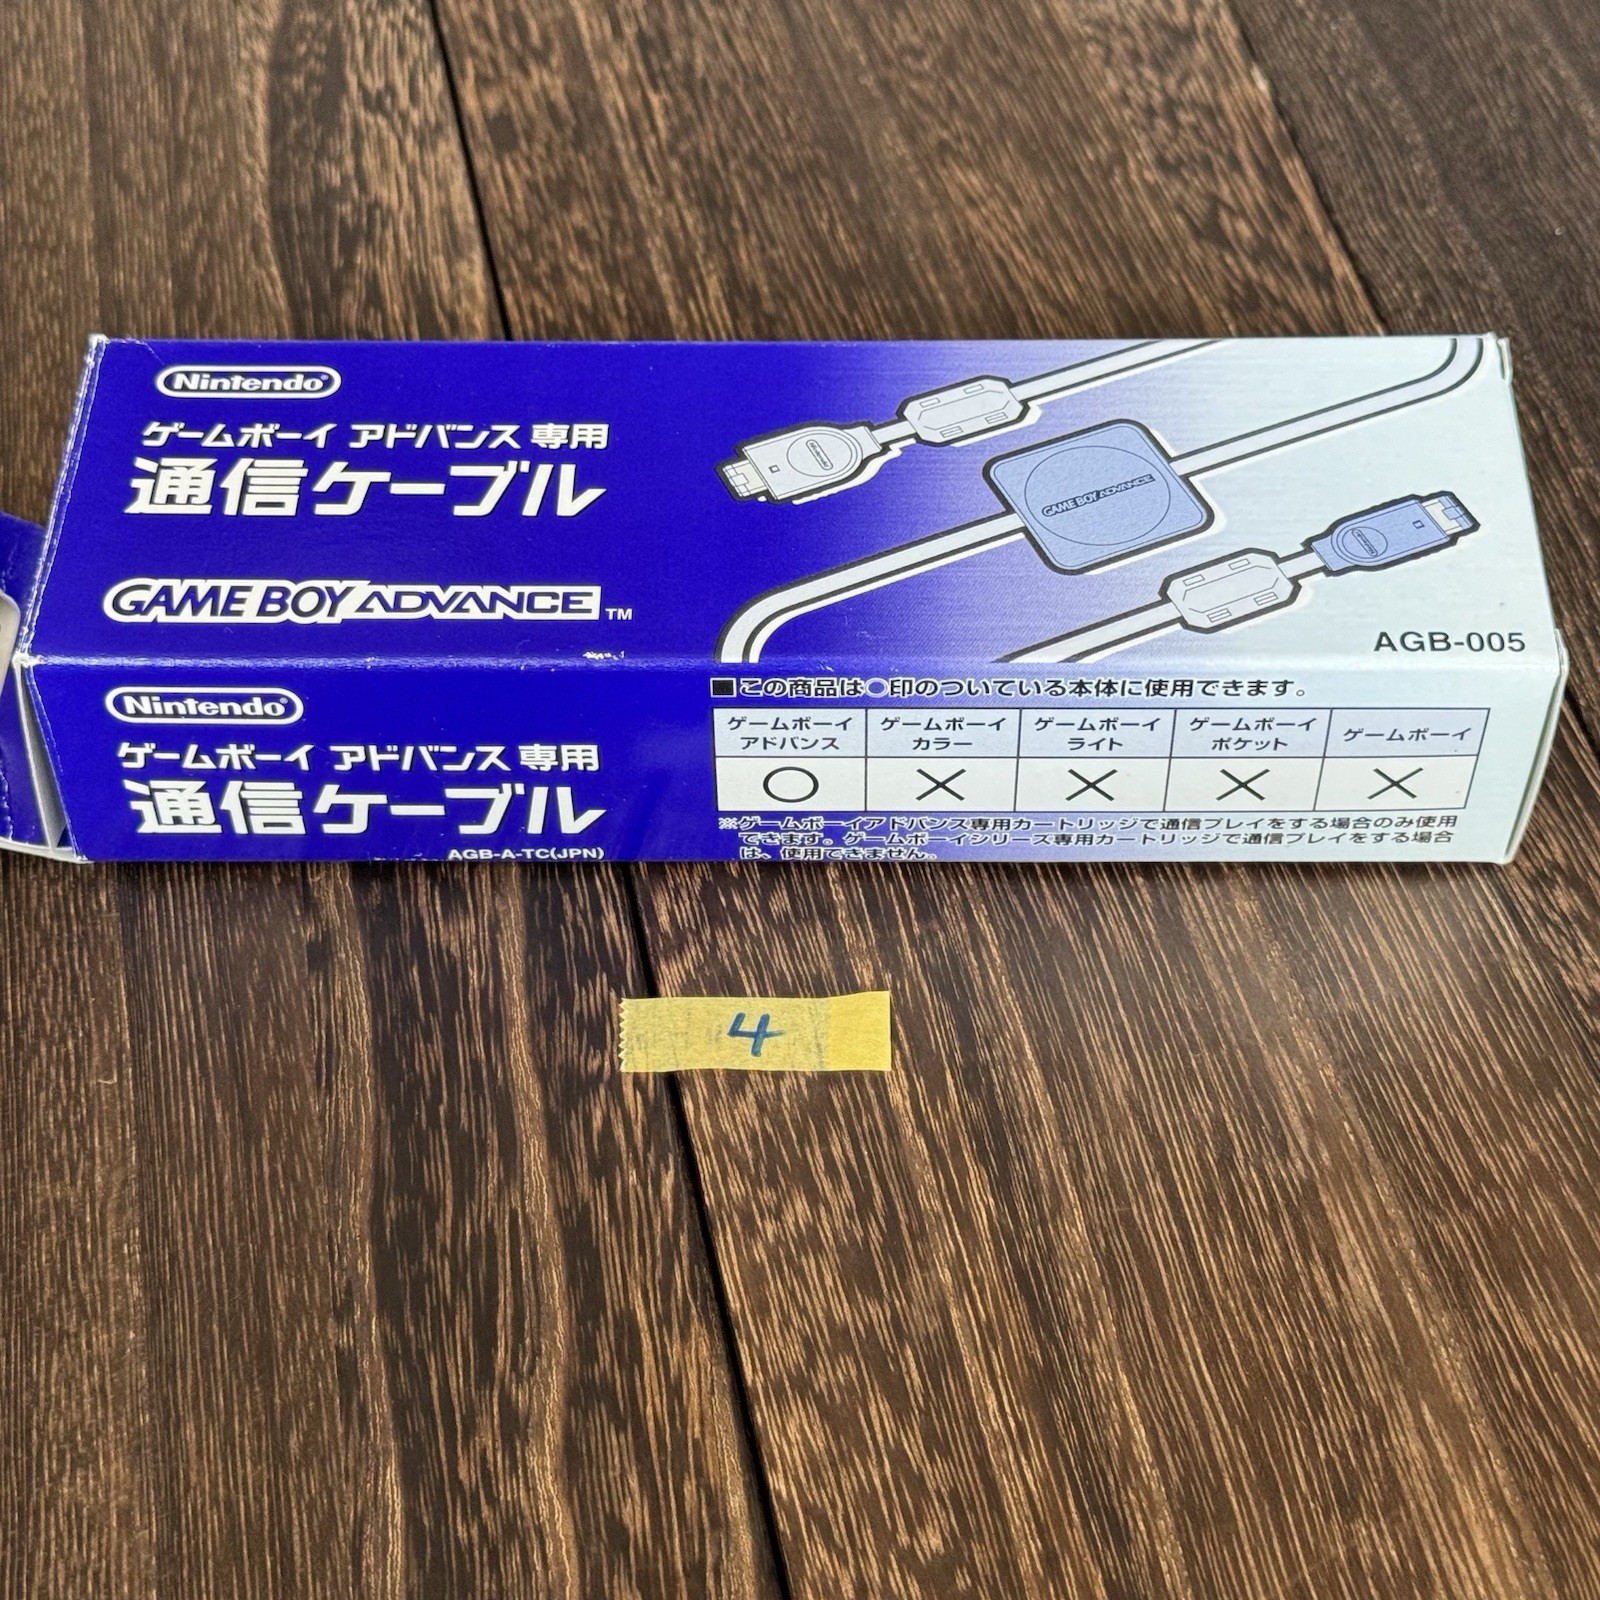 Nintendo
ゲームボーイ アドバンス 専用
通信ケーブル
GAME BOY ADVANCE™
Nintendo
GAME BOY ADVANCE
Nintendo
AGB-005
Nintendo
ゲームボーイ アドバンス 専用
通信ケーブル
AGB-A-TC(JPN)
■この商品は○印のついている本体に使用できます。
ゲームボーイ アドバンス ゲームボーイ カラー ゲームボーイ ライト ゲームボーイ ポケット ゲームボーイ
○ × × × ×
※ゲームボーイアドバンス専用カートリッジで通信プレイをする場合のみ使用
できます。ゲームボーイシリーズ専用カートリッジで通信プレイをする場合
は、使用できません。
4